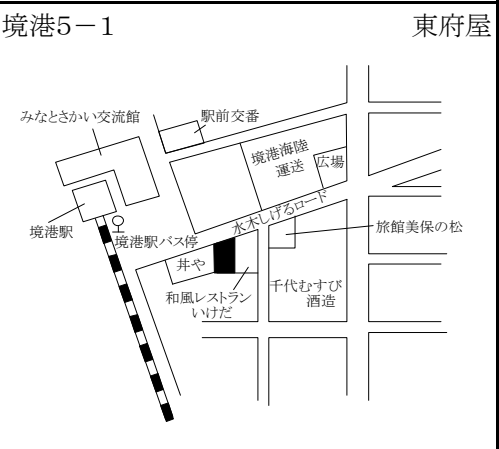 境港5－1
東府屋
みなとさかい交流館
駅前交番
境港海陸
運送
広場
水木しげるロード
境港駅
境港駅バス停
旅館美保の松
丼や
和風レストラン
いけだ
千代むすび
酒造